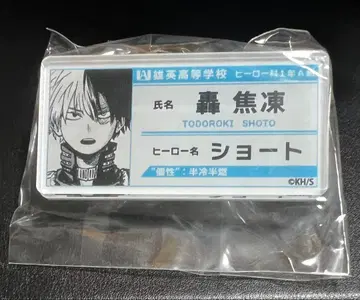 UA 雄英高等学校 ヒーロー科1年A組
氏名 轟 焦凍
TODOROKI SHOTO
ヒーロー名 ショート
"個性":半冷半燃
©KH/S